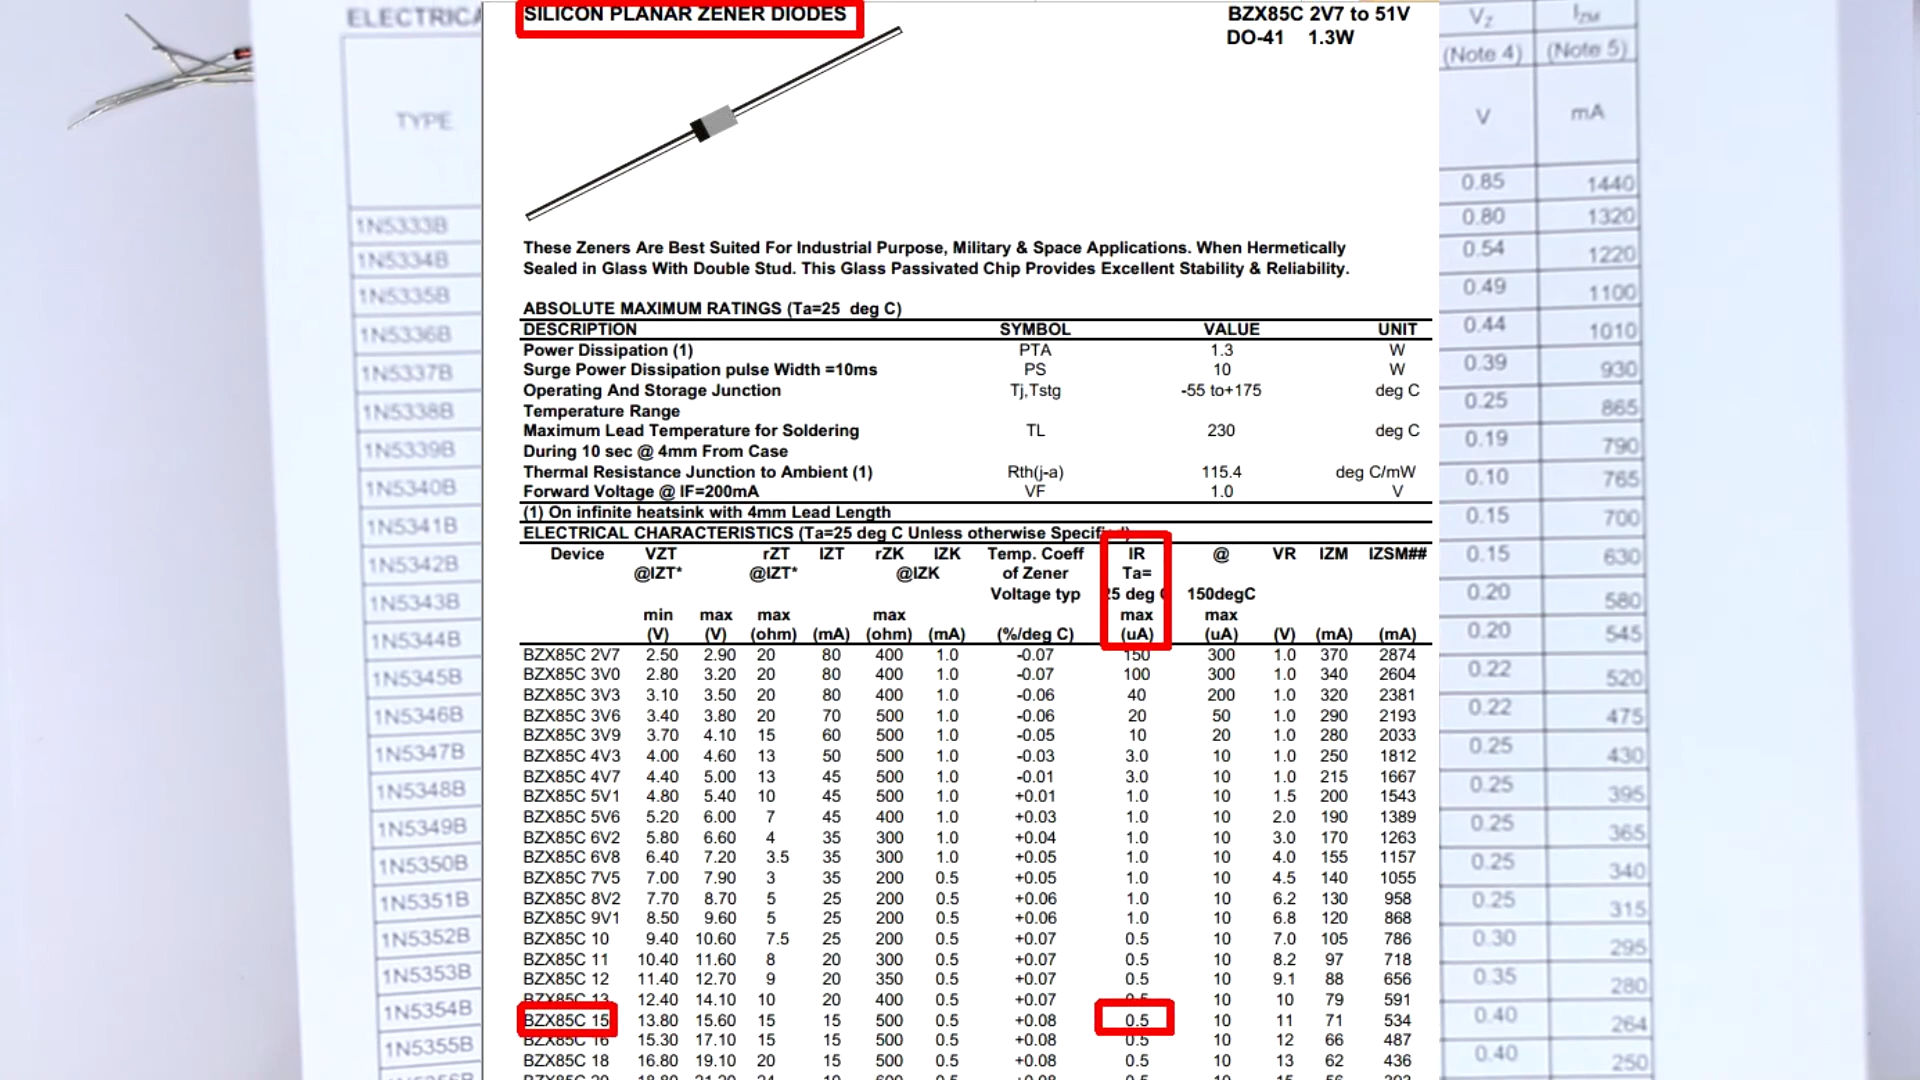 SILICON PLANAR ZENER DIODES
BZX85C 2V7 to 51V
DO-41 1.3W
These Zeners Are Best Suited For Industrial Purpose, Military & Space Applications. When Hermetically
Sealed in Glass With Double Stud. This Glass Passivated Chip Provides Excellent Stability & Reliability.
ABSOLUTE MAXIMUM RATINGS (Ta=25 deg C)
DESCRIPTION SYMBOL VALUE UNIT
Power Dissipation (1) PTA 1.3 W
Surge Power Dissipation pulse Width =10ms PS 10 W
Operating And Storage Junction Tj,Tstg -55 to+175 deg C
Temperature Range
Maximum Lead Temperature for Soldering TL 230 deg C
During 10 sec @ 4mm From Case
Thermal Resistance Junction to Ambient (1) Rth(j-a) 115.4 deg C/mW
Forward Voltage @ IF=200mA VF 1.0 V
(1) On infinite heatsink with 4mm Lead Length
ELECTRICAL CHARACTERISTICS (Ta=25 deg C Unless otherwise Specified)
Device VZT rZT IZT rZK IZK Temp. Coeff IR @ VR IZM IZSM##
@IZT* @IZT* @IZK of Zener Ta=
Voltage typ 25 deg C 150degC
min max max max max max
(V) (V) (ohm) (mA) (ohm) (mA) (%/deg C) (uA) (uA) (V) (mA) (mA)
BZX85C 2V7 2.50 2.90 20 80 400 1.0 -0.07 150 300 1.0 370 2874
BZX85C 3V0 2.80 3.20 20 80 400 1.0 -0.07 100 300 1.0 340 2604
BZX85C 3V3 3.10 3.50 20 80 400 1.0 -0.06 40 200 1.0 320 2381
BZX85C 3V6 3.40 3.80 20 70 500 1.0 -0.06 20 50 1.0 290 2193
BZX85C 3V9 3.70 4.10 15 60 500 1.0 -0.05 10 20 1.0 280 2033
BZX85C 4V3 4.00 4.60 13 50 500 1.0 -0.03 3.0 10 1.0 250 1812
BZX85C 4V7 4.40 5.00 13 45 500 1.0 -0.01 3.0 10 1.0 215 1667
BZX85C 5V1 4.80 5.40 10 45 500 1.0 +0.01 1.0 10 1.5 200 1543
BZX85C 5V6 5.20 6.00 7 45 400 1.0 +0.03 1.0 10 2.0 190 1389
BZX85C 6V2 5.80 6.60 4 35 300 1.0 +0.04 1.0 10 3.0 170 1263
BZX85C 6V8 6.40 7.20 3.5 35 300 1.0 +0.05 1.0 10 4.0 155 1157
BZX85C 7V5 7.00 7.90 3 35 200 0.5 +0.05 1.0 10 4.5 140 1055
BZX85C 8V2 7.70 8.70 5 25 200 0.5 +0.06 1.0 10 6.2 130 958
BZX85C 9V1 8.50 9.60 5 25 200 0.5 +0.06 1.0 10 6.8 120 868
BZX85C 10 9.40 10.60 7.5 25 200 0.5 +0.07 0.5 10 7.0 105 786
BZX85C 11 10.40 11.60 8 20 300 0.5 +0.07 0.5 10 8.2 97 718
BZX85C 12 11.40 12.70 9 20 350 0.5 +0.07 0.5 10 9.1 88 656
BZX85C 13 12.40 14.10 10 20 400 0.5 +0.07 0.5 10 10 79 591
BZX85C 15 13.80 15.60 15 15 500 0.5 +0.08 0.5 10 11 71 534
BZX85C 16 15.30 17.10 15 15 500 0.5 +0.08 0.5 10 12 66 487
BZX85C 18 16.80 19.10 20 15 500 0.5 +0.08 0.5 10 13 62 436
ELECTRICA
TYPE
1N5333B
1N5334B
1N5335B
1N5336B
1N5337B
1N5338B
1N5339B
1N5340B
1N5341B
1N5342B
1N5343B
1N5344B
1N5345B
1N5346B
1N5347B
1N5348B
1N5349B
1N5350B
1N5351B
1N5352B
1N5353B
1N5354B
1N5355B
VZ IZM
(Note 4) (Note 5)
V mA
0.85 1440
0.80 1320
0.54 1220
0.49 1100
0.44 1010
0.39 930
0.25 865
0.19 790
0.10 765
0.15 700
0.15 630
0.20 580
0.20 545
0.22 520
0.22 475
0.25 430
0.25 395
0.25 365
0.25 340
0.25 315
0.30 295
0.35 280
0.40 264
0.40 250